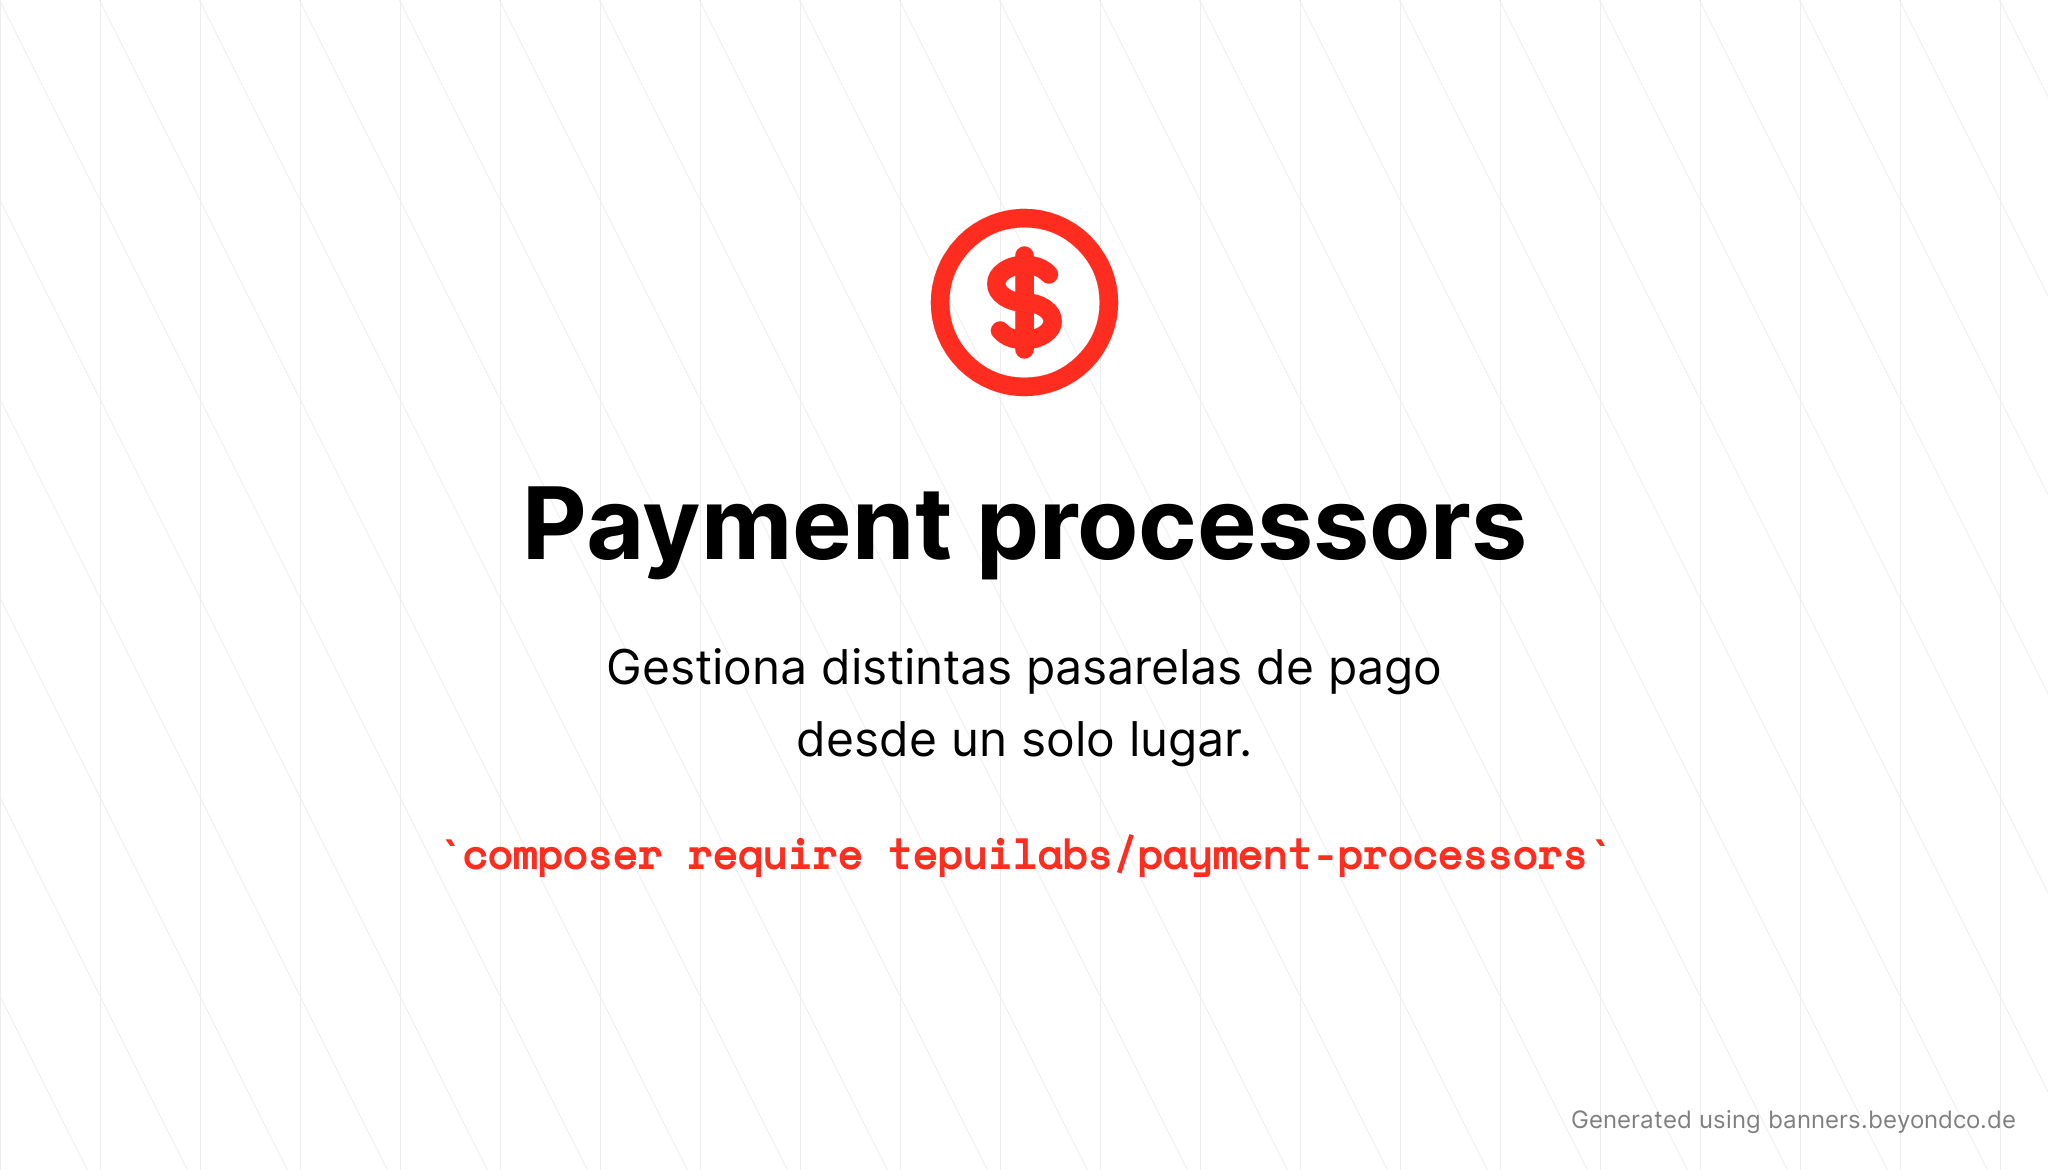 $
Payment processors
Gestiona distintas pasarelas de pago
desde un solo lugar.
`composer require tepuilabs/payment-processors`
Generated using banners.beyondco.de